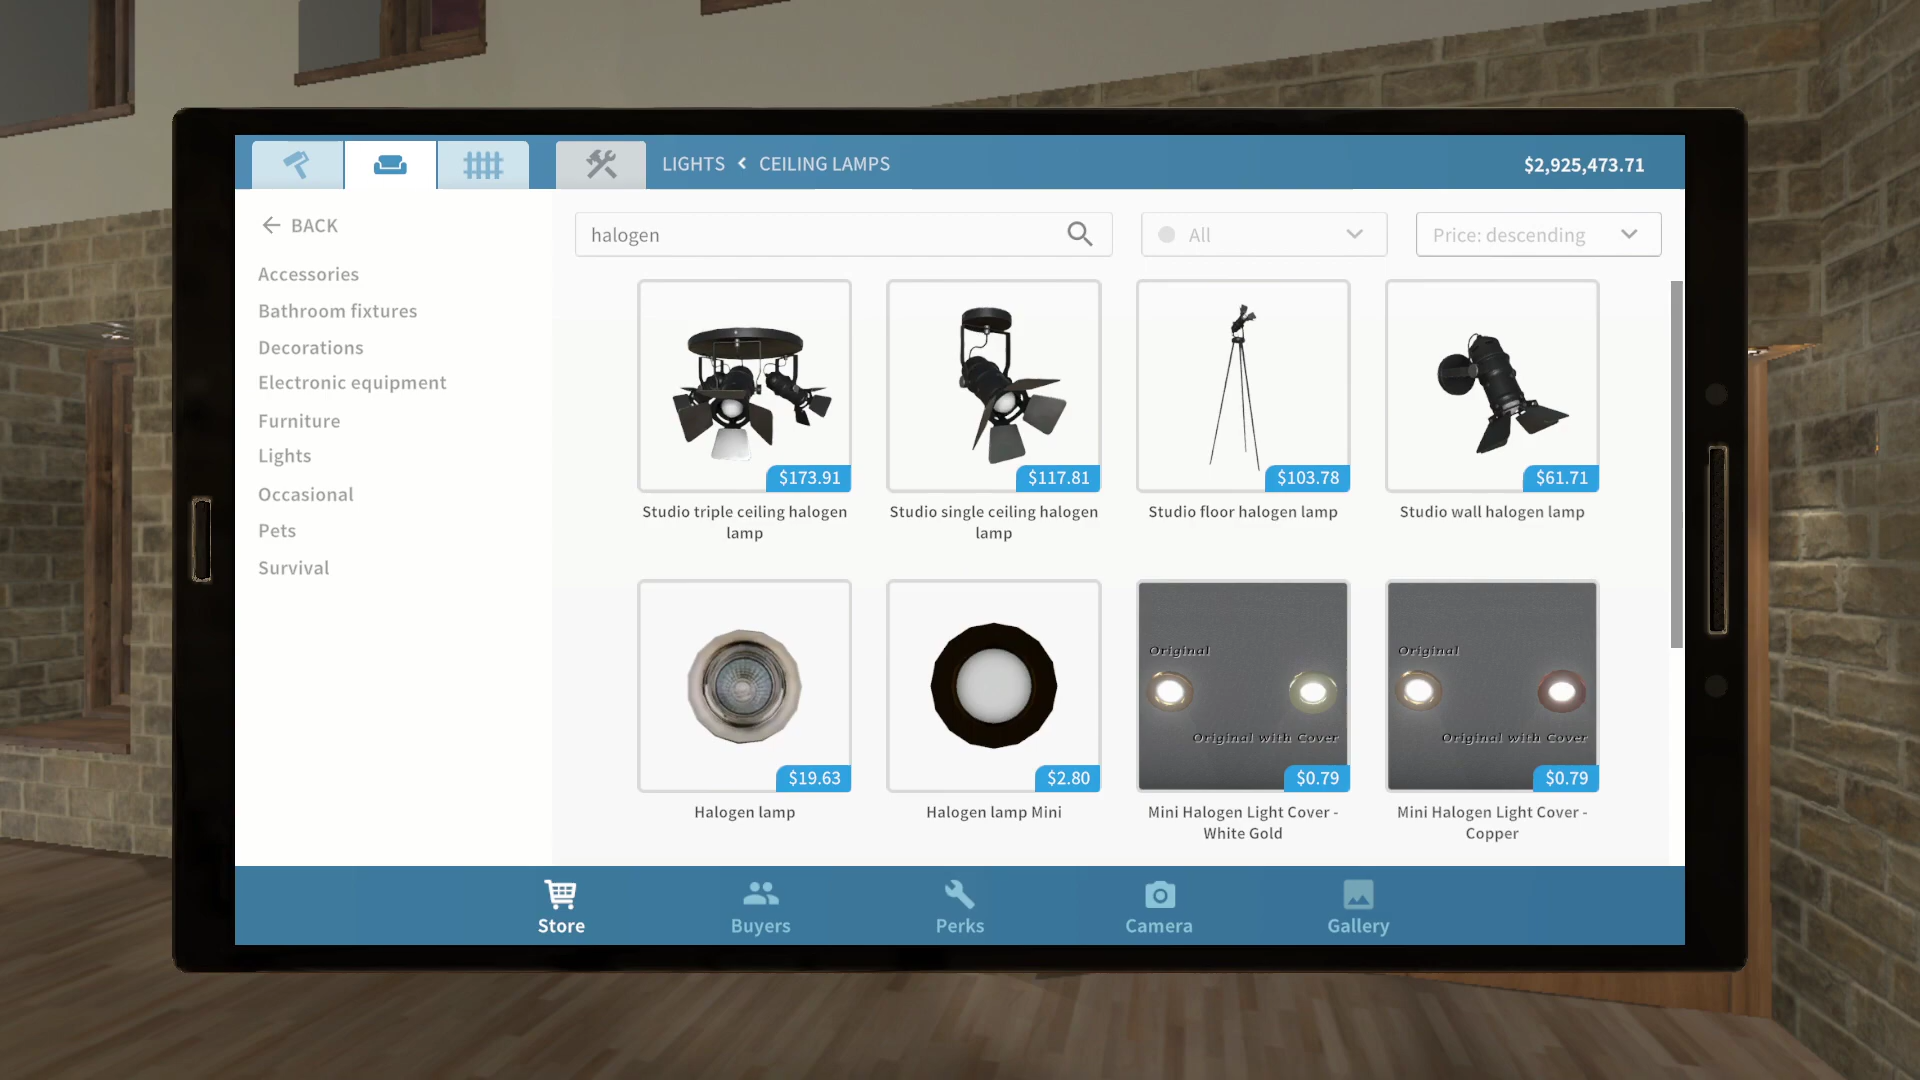 LIGHTS < CEILING LAMPS
$2,925,473.71
BACK
Accessories
Bathroom fixtures
Decorations
Electronic equipment
Furniture
Lights
Occasional
Pets
Survival
halogen
All
Price: descending
$173.91
Studio triple ceiling halogen
lamp
$117.81
Studio single ceiling halogen
lamp
$103.78
Studio floor halogen lamp
$61.71
Studio wall halogen lamp
$19.63
Halogen lamp
$2.80
Halogen lamp Mini
Original
Original with Cover
$0.79
Mini Halogen Light Cover -
White Gold
Original
Original with Cover
$0.79
Mini Halogen Light Cover -
Copper
Store
Buyers
Perks
Camera
Gallery